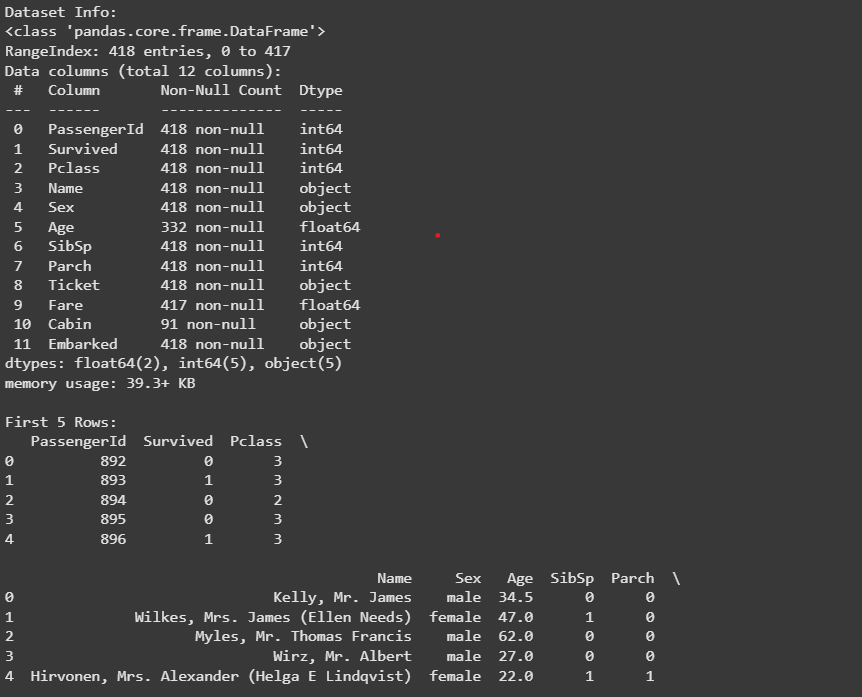 Dataset Info:
<class 'pandas.core.frame.DataFrame'>
RangeIndex: 418 entries, 0 to 417
Data columns (total 12 columns):
 #   Column       Non-Null Count  Dtype
---  ------       --------------  -----
 0   PassengerId  418 non-null    int64
 1   Survived     418 non-null    int64
 2   Pclass       418 non-null    int64
 3   Name         418 non-null    object
 4   Sex          418 non-null    object
 5   Age          332 non-null    float64
 6   SibSp        418 non-null    int64
 7   Parch        418 non-null    int64
 8   Ticket       418 non-null    object
 9   Fare         417 non-null    float64
 10  Cabin        91 non-null     object
 11  Embarked     418 non-null    object
dtypes: float64(2), int64(5), object(5)
memory usage: 39.3+ KB
First 5 Rows:
   PassengerId  Survived  Pclass  \
0          892         0       3
1          893         1       3
2          894         0       2
3          895         0       3
4          896         1       3
                                           Name     Sex   Age  SibSp  Parch  \
0                              Kelly, Mr. James    male  34.5      0      0
1              Wilkes, Mrs. James (Ellen Needs)  female  47.0      1      0
2                     Myles, Mr. Thomas Francis    male  62.0      0      0
3                              Wirz, Mr. Albert    male  27.0      0      0
4  Hirvonen, Mrs. Alexander (Helga E Lindqvist)  female  22.0      1      1